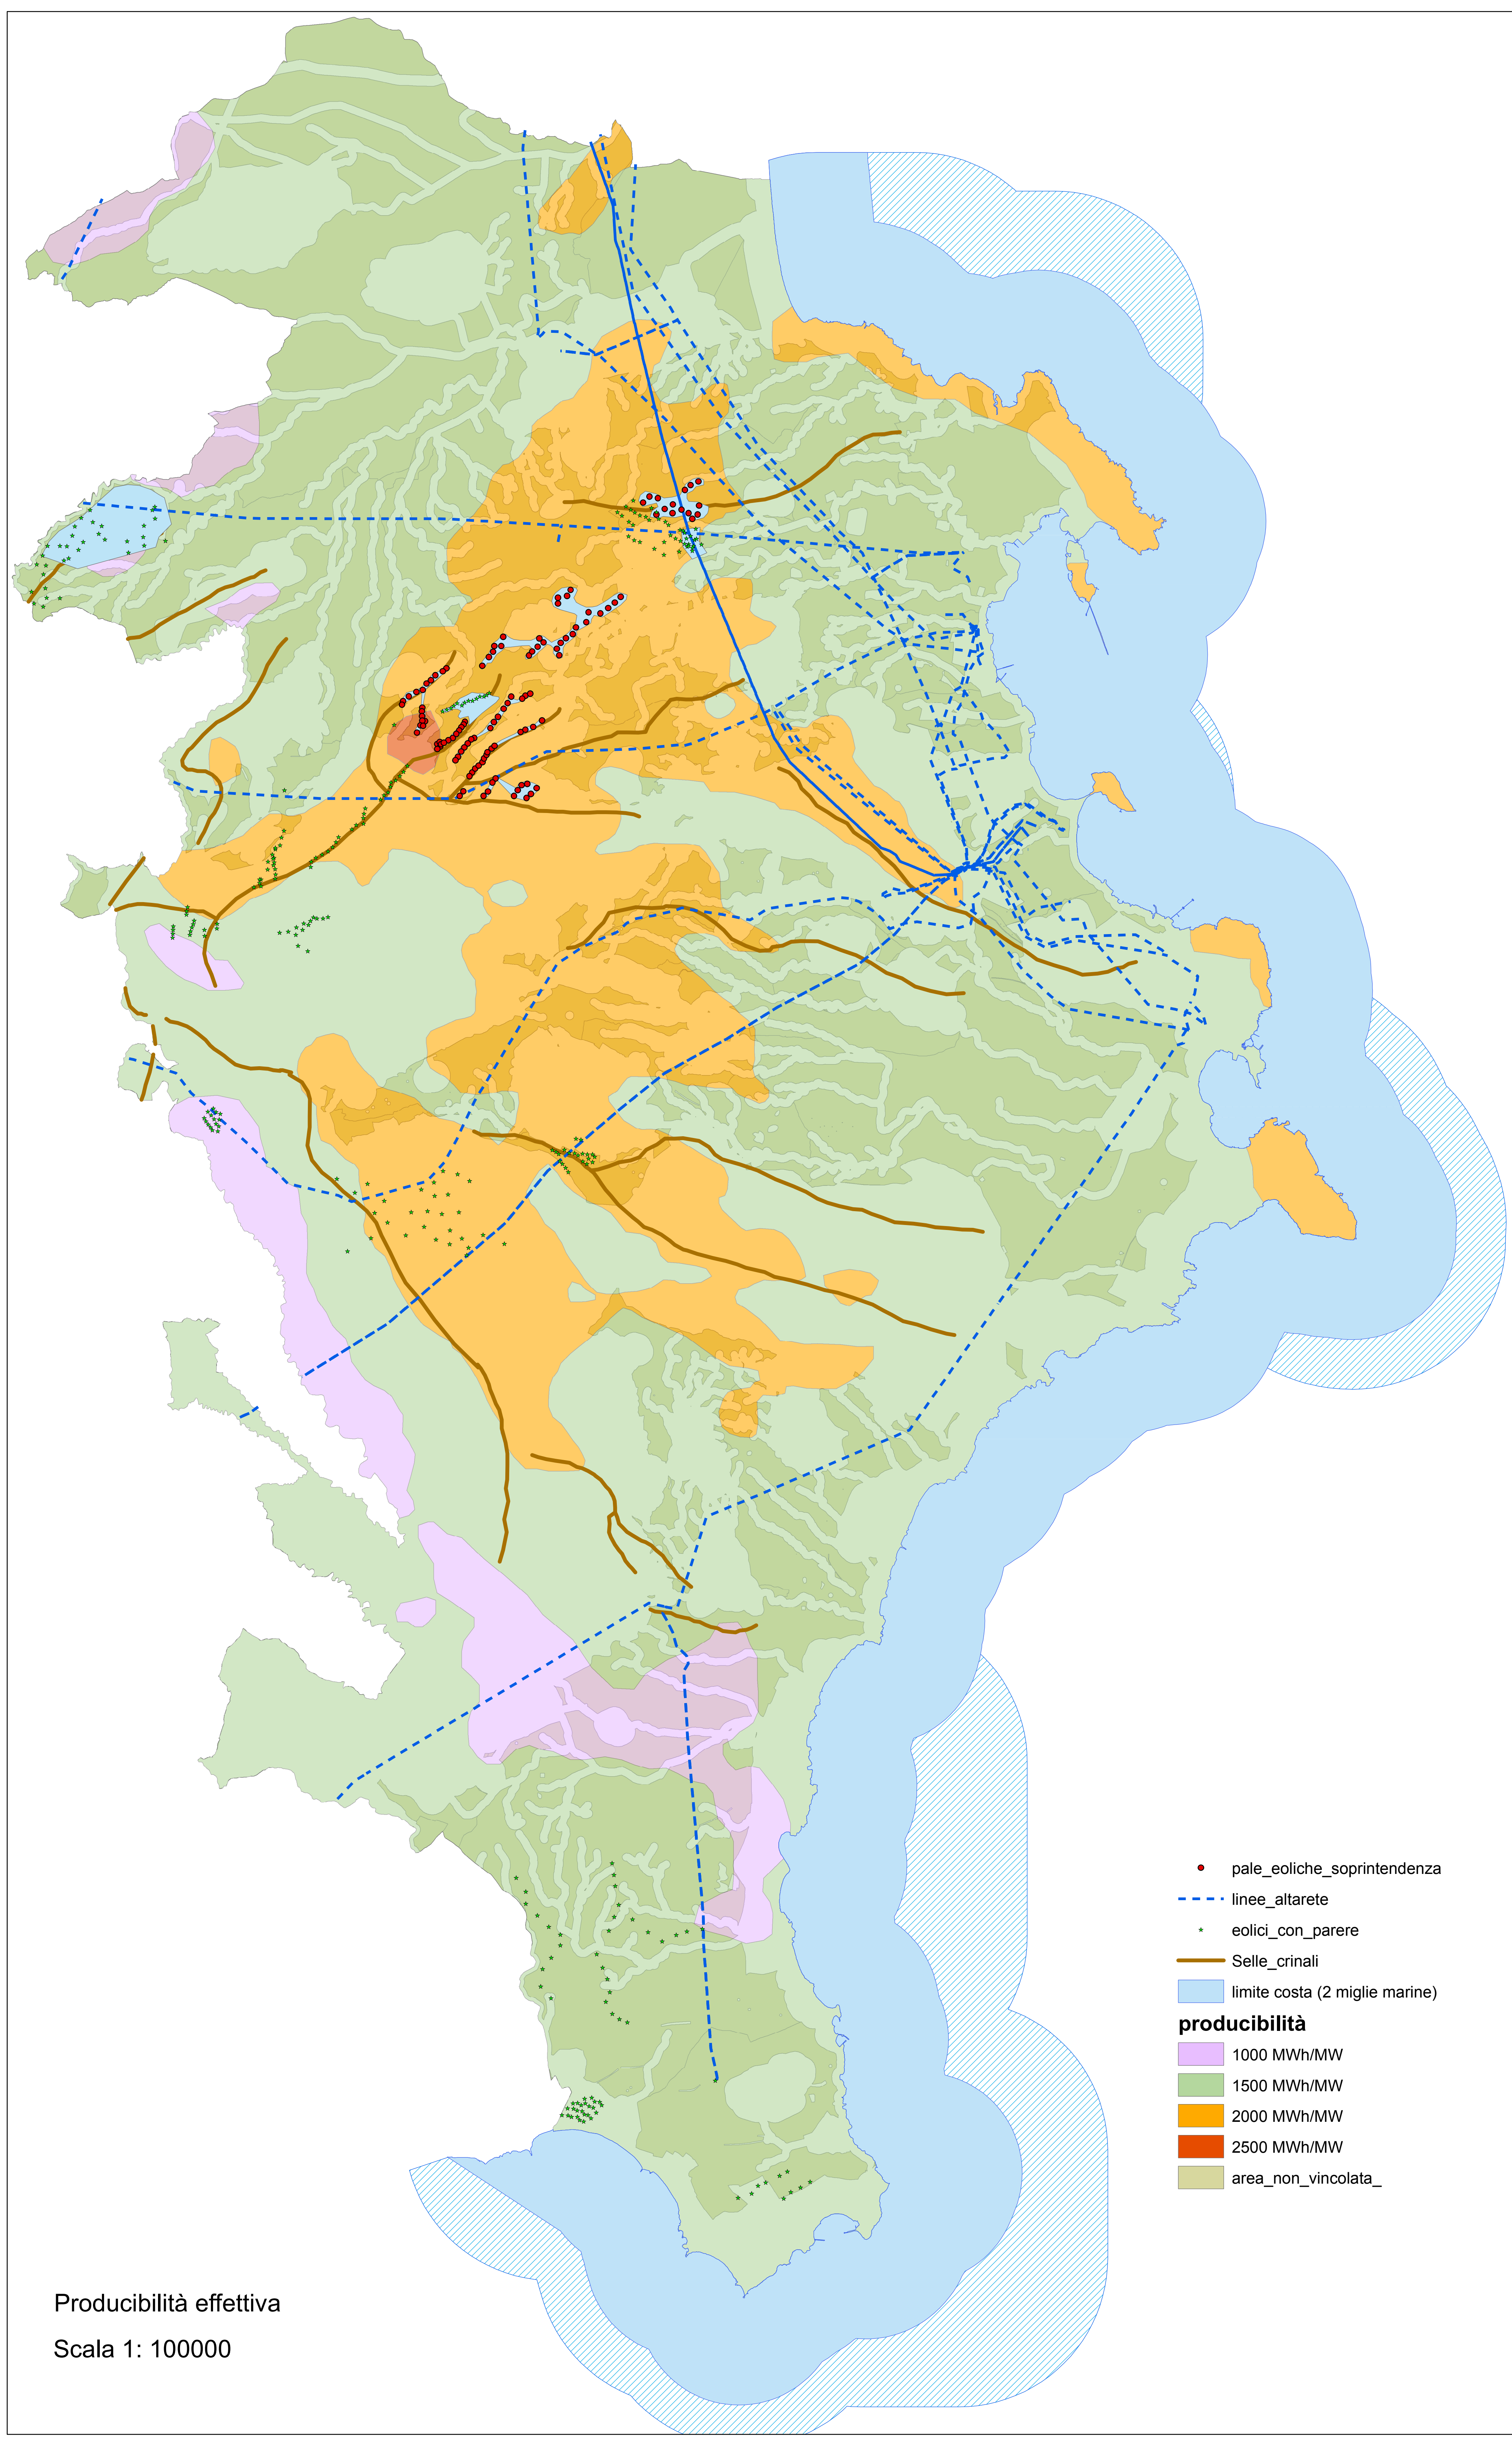 pale_eoliche_soprintendenza
linee_altarete
eolici_con_parere
Selle_crinali
limite costa (2 miglie marine)
producibilità
1000 MWh/MW
1500 MWh/MW
2000 MWh/MW
2500 MWh/MW
area_non_vincolata_
Producibilità effettiva
Scala 1: 100000